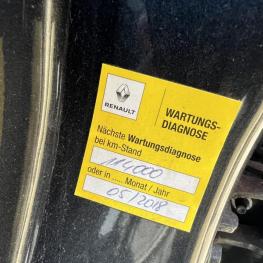 RENAULT
WARTUNGS-
DIAGNOSE
Nächste Wartungsdiagnose
bei km-Stand
114000
oder in ..... Monat / Jahr
05/2018